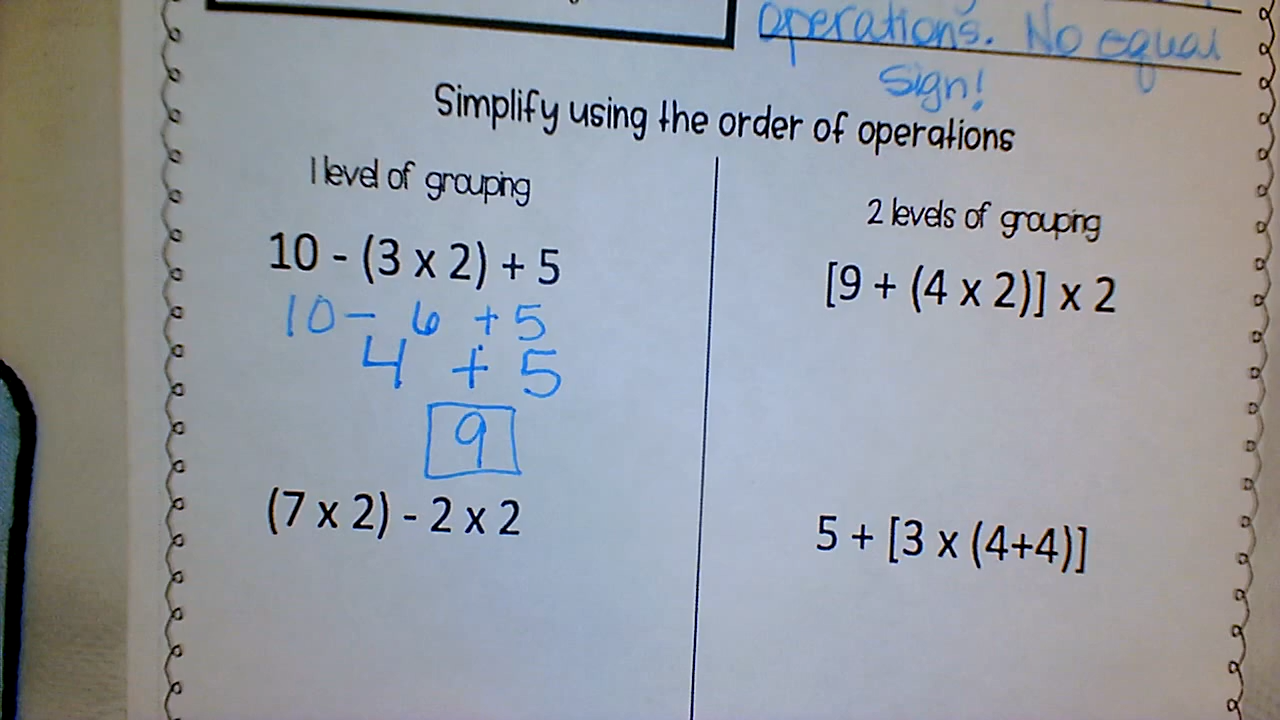 operations. No equal
sign!
Simplify using the order of operations
1 level of grouping
10 - (3 x 2) + 5
10 - 6 + 5
4 + 5
9
(7 x 2) - 2 x 2
2 levels of grouping
[9 + (4 x 2)] x 2
5 + [3 x (4+4)]